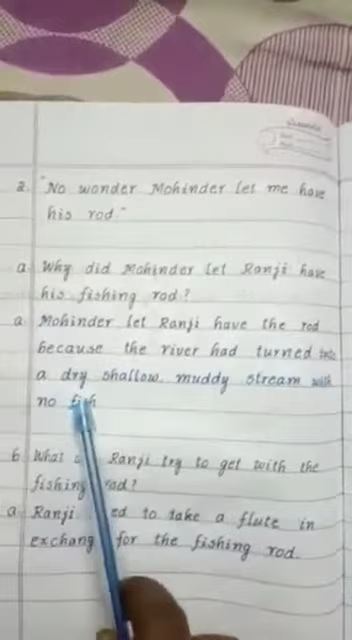 2. "No wonder Mohinder let me have
his rod."
a. Why did Mohinder let Ranji have
his fishing rod?
a. Mohinder let Ranji have the rod
because the river had turned into
a dry shallow. muddy stream with
no fish
b What Ranji try to get with the
fishing rod?
a Ranji to take a flute in
exchang for the fishing rod.